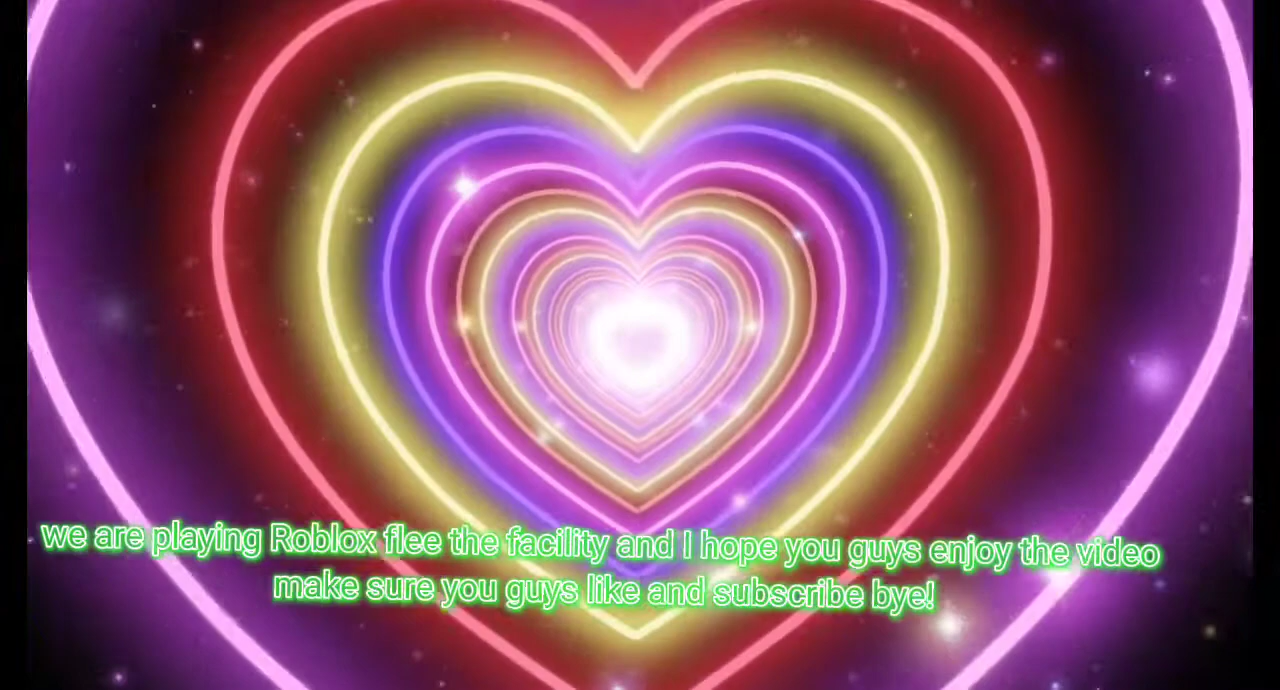 we are playing Roblox flee the facility and I hope you guys enjoy the video
make sure you guys like and subscribe bye!